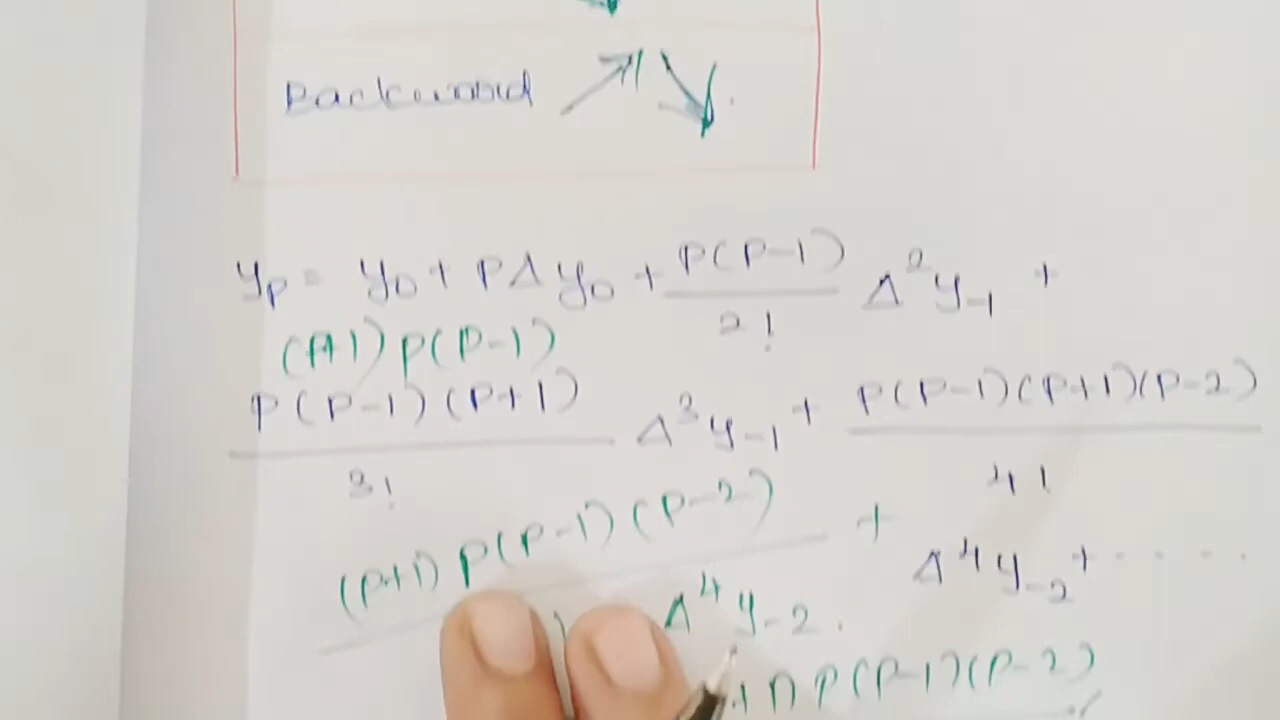 Backward
yp = y0 + PΔy0 + P(P-1)/2! Δ²y-1 +
(P+1)P(P-1)
P(P-1)(P+1)/3! Δ³y-1 + P(P-1)(P+1)(P-2)/4!
(P+1)P(P-1)(P-2) + Δ⁴y-2 + .....
Δ⁴y-2.
P(P-1)(P-2)